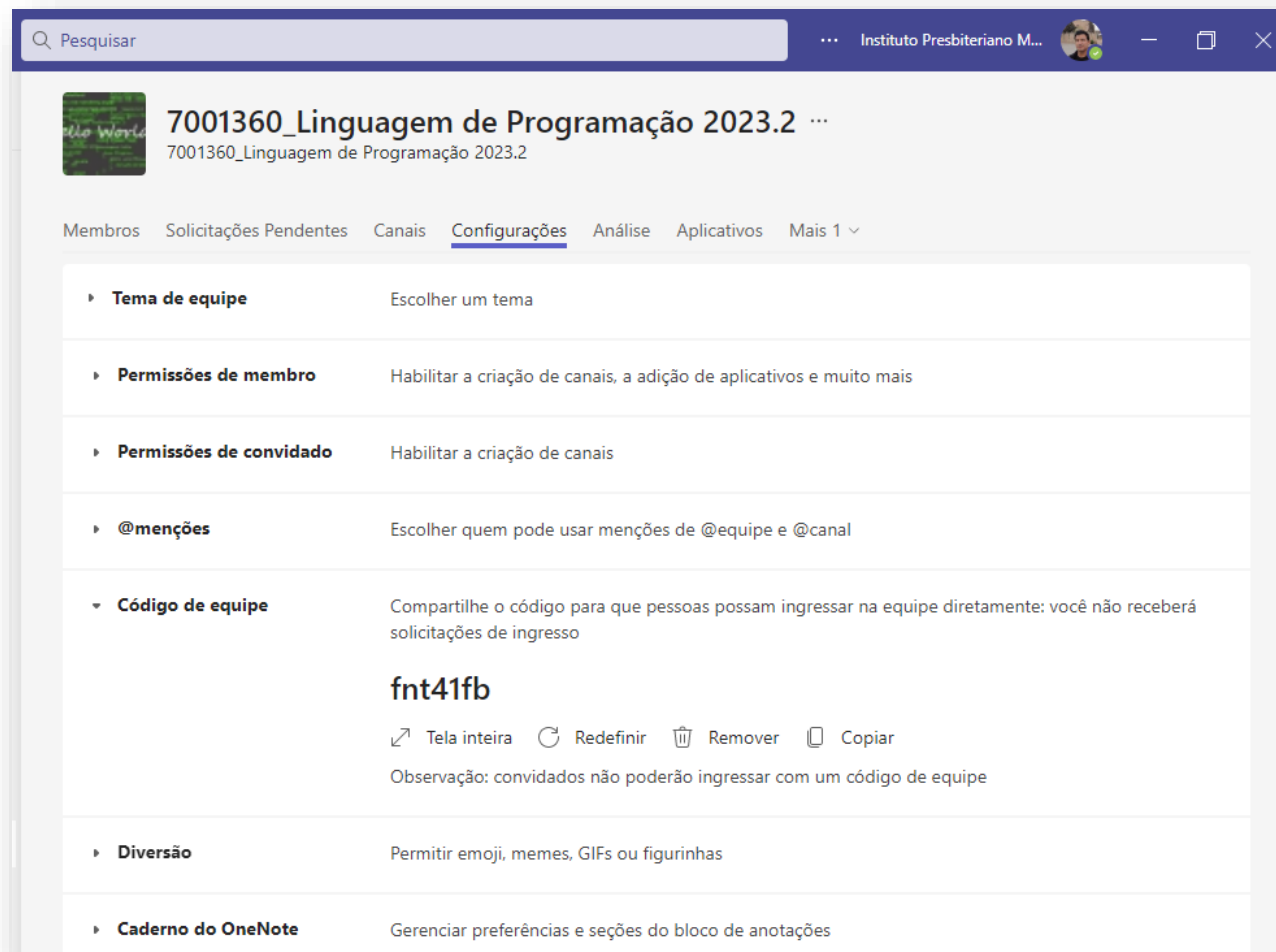 Pesquisar
... Instituto Presbiteriano M...
ello World
7001360_Linguagem de Programação 2023.2 ...
7001360_Linguagem de Programação 2023.2
Membros Solicitações Pendentes Canais Configurações Análise Aplicativos Mais 1
Tema de equipe Escolher um tema
Permissões de membro Habilitar a criação de canais, a adição de aplicativos e muito mais
Permissões de convidado Habilitar a criação de canais
@menções Escolher quem pode usar menções de @equipe e @canal
Código de equipe Compartilhe o código para que pessoas possam ingressar na equipe diretamente: você não receberá
solicitações de ingresso
fnt41fb
Tela inteira Redefinir Remover Copiar
Observação: convidados não poderão ingressar com um código de equipe
Diversão Permitir emoji, memes, GIFs ou figurinhas
Caderno do OneNote Gerenciar preferências e seções do bloco de anotações